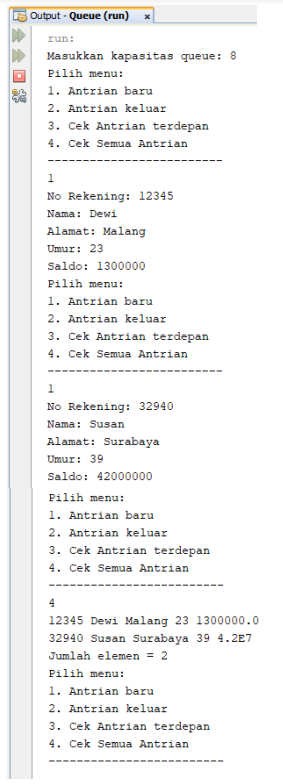 Output - Queue (run) x
run:
Masukkan kapasitas queue: 8
Pilih menu:
1. Antrian baru
2. Antrian keluar
3. Cek Antrian terdepan
4. Cek Semua Antrian
-------------------------
1
No Rekening: 12345
Nama: Dewi
Alamat: Malang
Umur: 23
Saldo: 1300000
Pilih menu:
1. Antrian baru
2. Antrian keluar
3. Cek Antrian terdepan
4. Cek Semua Antrian
-------------------------
1
No Rekening: 32940
Nama: Susan
Alamat: Surabaya
Umur: 39
Saldo: 42000000
Pilih menu:
1. Antrian baru
2. Antrian keluar
3. Cek Antrian terdepan
4. Cek Semua Antrian
-------------------------
4
12345 Dewi Malang 23 1300000.0
32940 Susan Surabaya 39 4.2E7
Jumlah elemen = 2
Pilih menu:
1. Antrian baru
2. Antrian keluar
3. Cek Antrian terdepan
4. Cek Semua Antrian
-------------------------